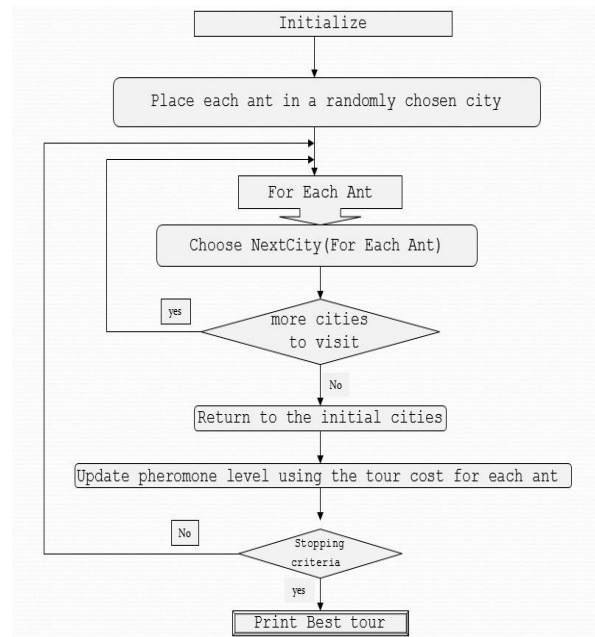 Initialize
Place each ant in a randomly chosen city
For Each Ant
Choose NextCity(For Each Ant)
yes
more cities
to visit
No
Return to the initial cities
Update pheromone level using the tour cost for each ant
No
Stopping
criteria
yes
Print Best tour